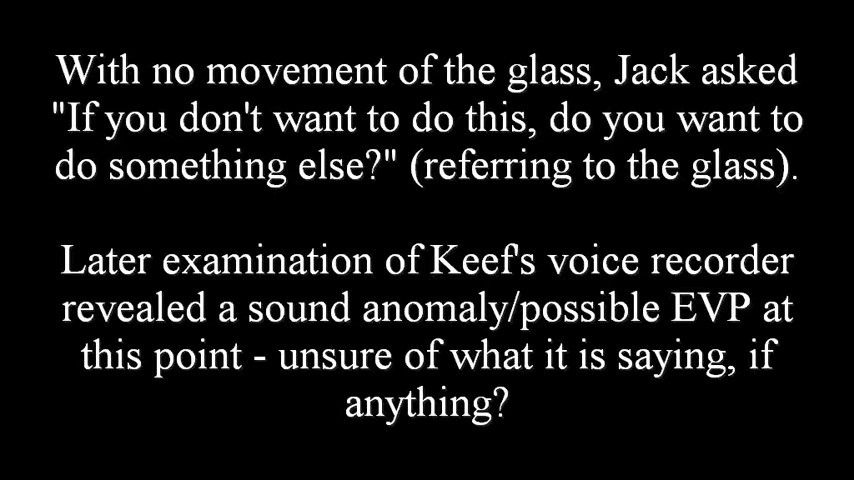 With no movement of the glass, Jack asked
"If you don't want to do this, do you want to
do something else?" (referring to the glass).
Later examination of Keef's voice recorder
revealed a sound anomaly/possible EVP at
this point - unsure of what it is saying, if
anything?